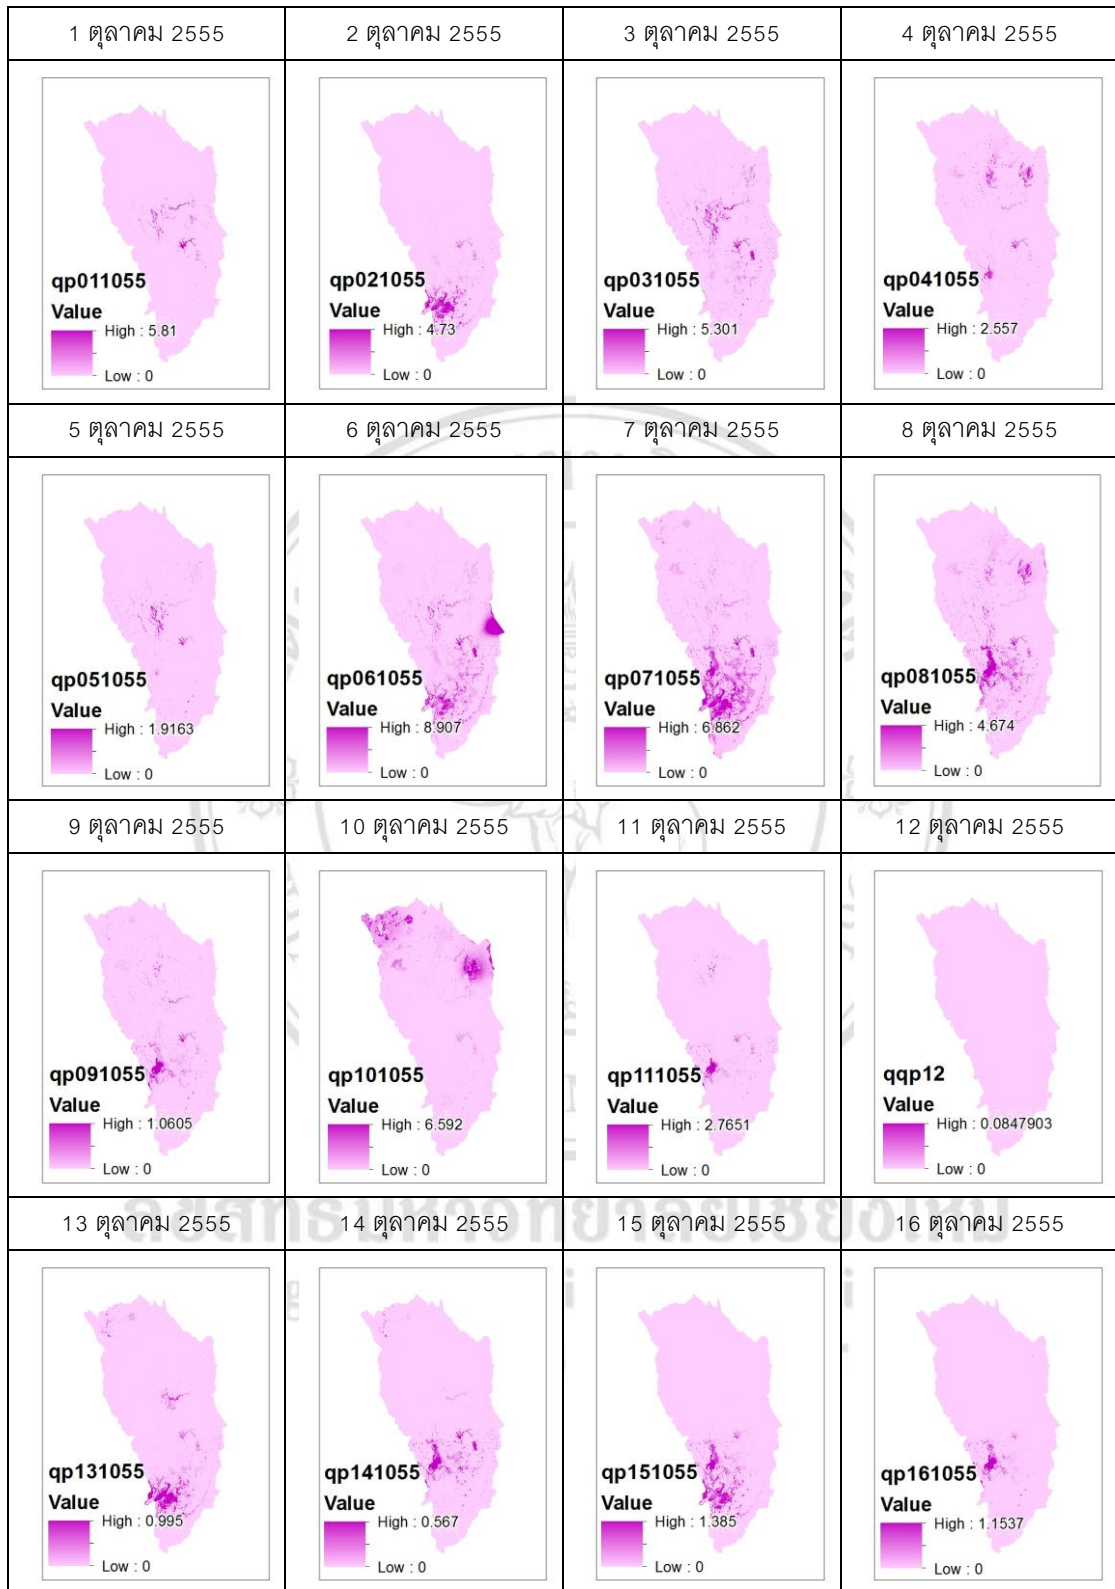 1 ตุลาคม 2555
2 ตุลาคม 2555
3 ตุลาคม 2555
4 ตุลาคม 2555
qp011055
Value
High : 5.81
Low : 0
qp021055
Value
High : 4.73
Low : 0
qp031055
Value
High : 5.301
Low : 0
qp041055
Value
High : 2.557
Low : 0
5 ตุลาคม 2555
6 ตุลาคม 2555
7 ตุลาคม 2555
8 ตุลาคม 2555
qp051055
Value
High : 1.9163
Low : 0
qp061055
Value
High : 8.907
Low : 0
qp071055
Value
High : 6.862
Low : 0
qp081055
Value
High : 4.674
Low : 0
9 ตุลาคม 2555
10 ตุลาคม 2555
11 ตุลาคม 2555
12 ตุลาคม 2555
qp091055
Value
High : 1.0605
Low : 0
qp101055
Value
High : 6.592
Low : 0
qp111055
Value
High : 2.7651
Low : 0
qqp12
Value
High : 0.0847903
Low : 0
13 ตุลาคม 2555
14 ตุลาคม 2555
15 ตุลาคม 2555
16 ตุลาคม 2555
qp131055
Value
High : 0.995
Low : 0
qp141055
Value
High : 0.567
Low : 0
qp151055
Value
High : 1.385
Low : 0
qp161055
Value
High : 1.1537
Low : 0